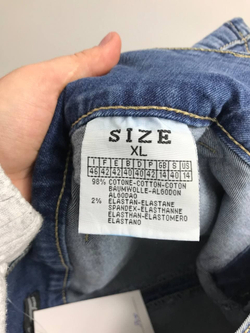 SIZE
XL
I F E B D P GB S US
46 42 42 40 40 42 14 40 14
98% COTONE-COTTON-COTON
BAUMWOLLE-ALGODON
ALGODAO
2% ELASTAN-ELASTANE
SPANDEX-ELASTHANNE
ELASTHAN-ELASTOMERO
ELASTANO